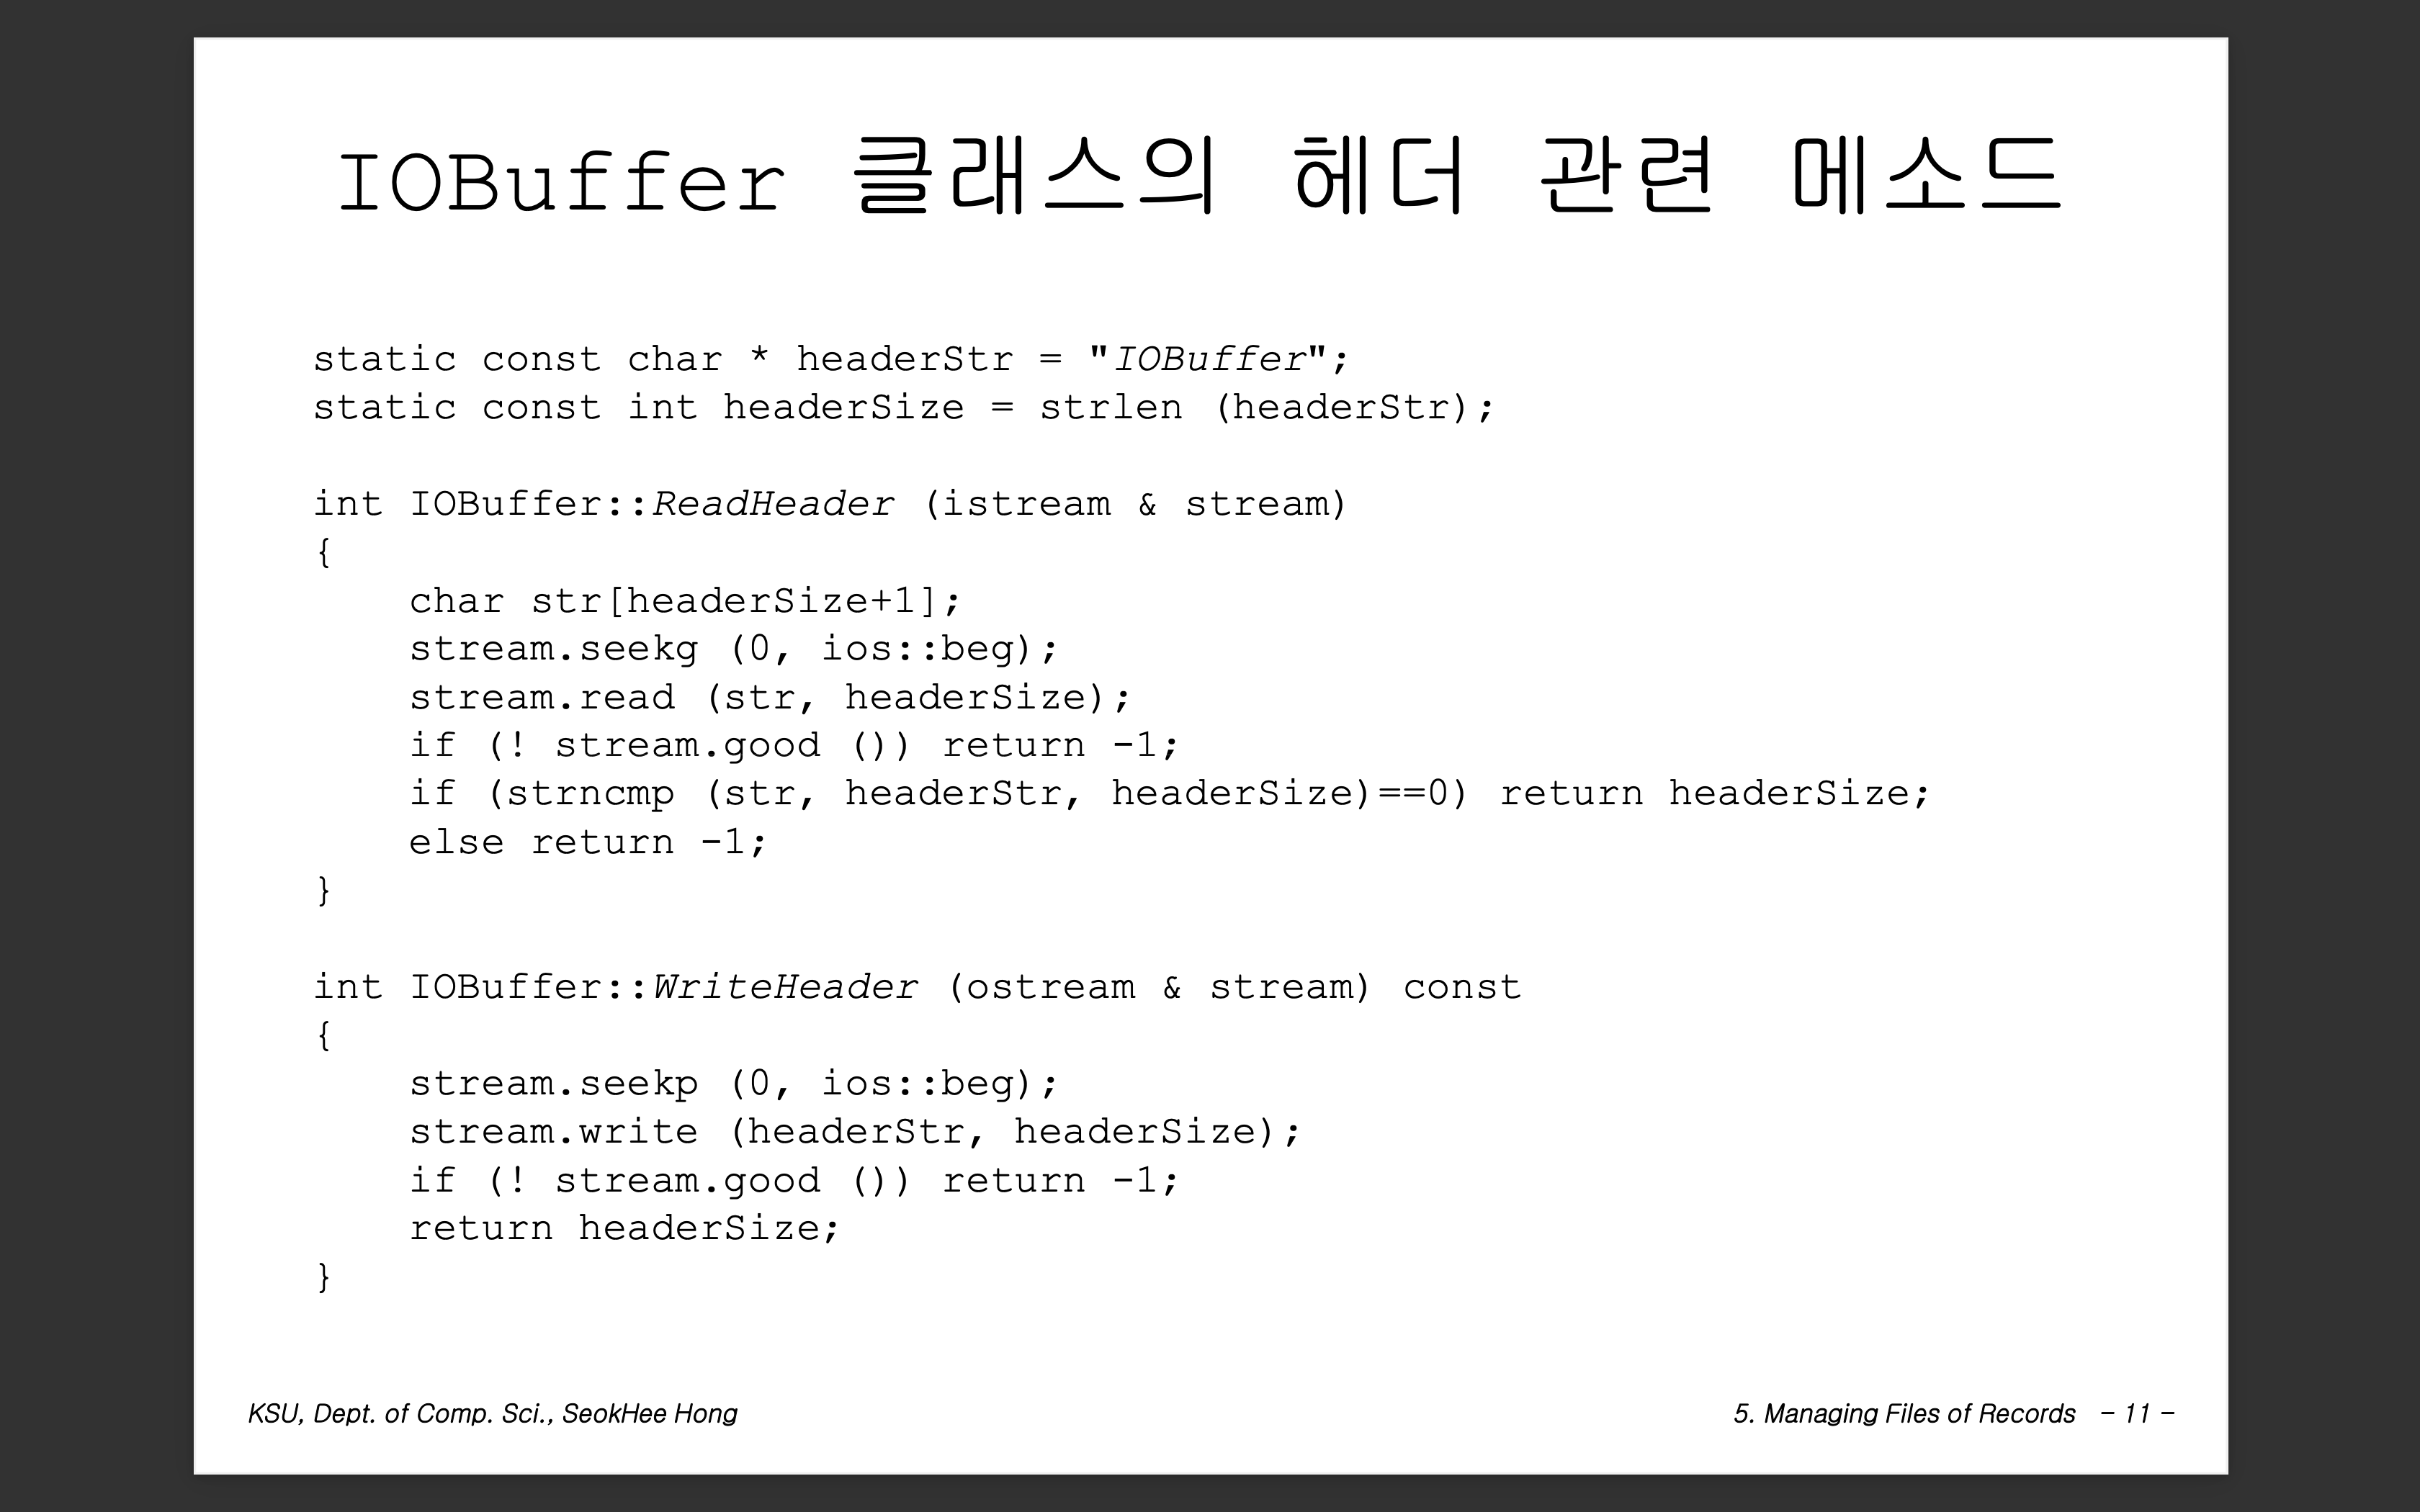 IOBuffer 클래스의 헤더 관련 메소드
static const char * headerStr = "IOBuffer";
static const int headerSize = strlen (headerStr);
int IOBuffer::ReadHeader (istream & stream)
{
char str[headerSize+1];
stream.seekg (0, ios::beg);
stream.read (str, headerSize);
if (! stream.good ()) return -1;
if (strncmp (str, headerStr, headerSize)==0) return headerSize;
else return -1;
}
int IOBuffer::WriteHeader (ostream & stream) const
{
stream.seekp (0, ios::beg);
stream.write (headerStr, headerSize);
if (! stream.good ()) return -1;
return headerSize;
}
KSU, Dept. of Comp. Sci., SeokHee Hong
5. Managing Files of Records - 11 -